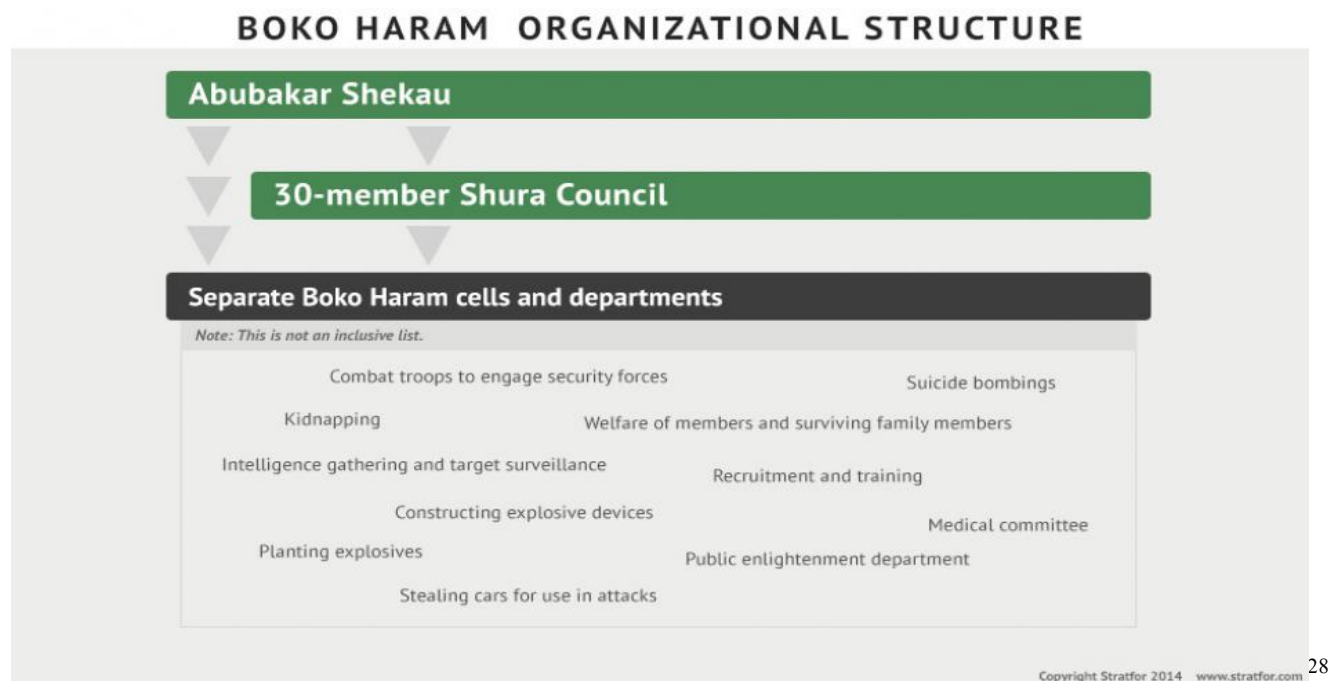 BOKO HARAM ORGANIZATIONAL STRUCTURE
Abubakar Shekau
30-member Shura Council
Separate Boko Haram cells and departments
Note: This is not an inclusive list.
Combat troops to engage security forces
Suicide bombings
Kidnapping
Welfare of members and surviving family members
Intelligence gathering and target surveillance
Recruitment and training
Constructing explosive devices
Medical committee
Planting explosives
Public enlightenment department
Stealing cars for use in attacks
Copyright Stratfor 2014 www.stratfor.com
28